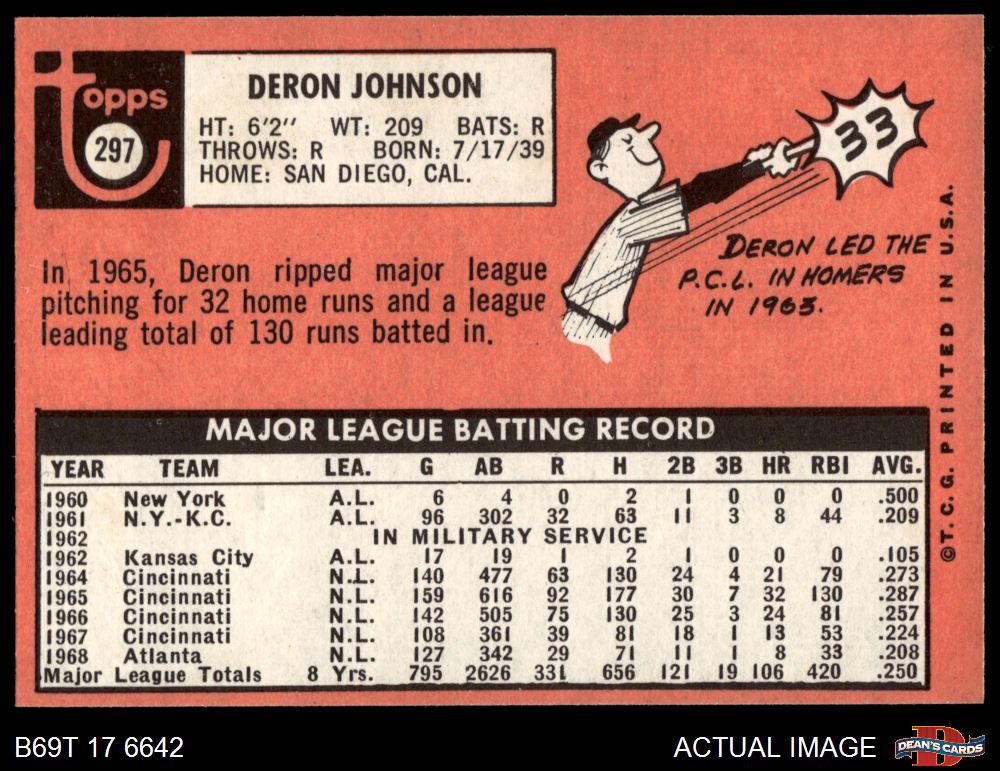 topps
297
DERON JOHNSON
HT: 6'2" WT: 209 BATS: R
THROWS: R BORN: 7/17/39
HOME: SAN DIEGO, CAL.
33
DERON LED THE
P.C.L. IN HOMERS
IN 1963.
In 1965, Deron ripped major league
pitching for 32 home runs and a league
leading total of 130 runs batted in.
©T.C.G. PRINTED IN U.S.A.
MAJOR LEAGUE BATTING RECORD
YEAR TEAM LEA. G AB R H 2B 3B HR RBI AVG.
1960 New York A.L. 6 4 0 2 1 0 0 0 .500
1961 N.Y.-K.C. A.L. 96 302 32 63 11 3 8 44 .209
1962 IN MILITARY SERVICE
1962 Kansas City A.L. 17 19 1 2 1 0 0 0 .105
1964 Cincinnati N.L. 140 477 63 130 24 4 21 79 .273
1965 Cincinnati N.L. 159 616 92 177 30 7 32 130 .287
1966 Cincinnati N.L. 142 505 75 130 25 3 24 81 .257
1967 Cincinnati N.L. 108 361 39 81 18 1 13 53 .224
1968 Atlanta N.L. 127 342 29 71 11 1 8 33 .208
Major League Totals 8 Yrs. 795 2626 331 656 121 19 106 420 .250
B69T 17 6642
ACTUAL IMAGE
D
DEAN'S CARDS